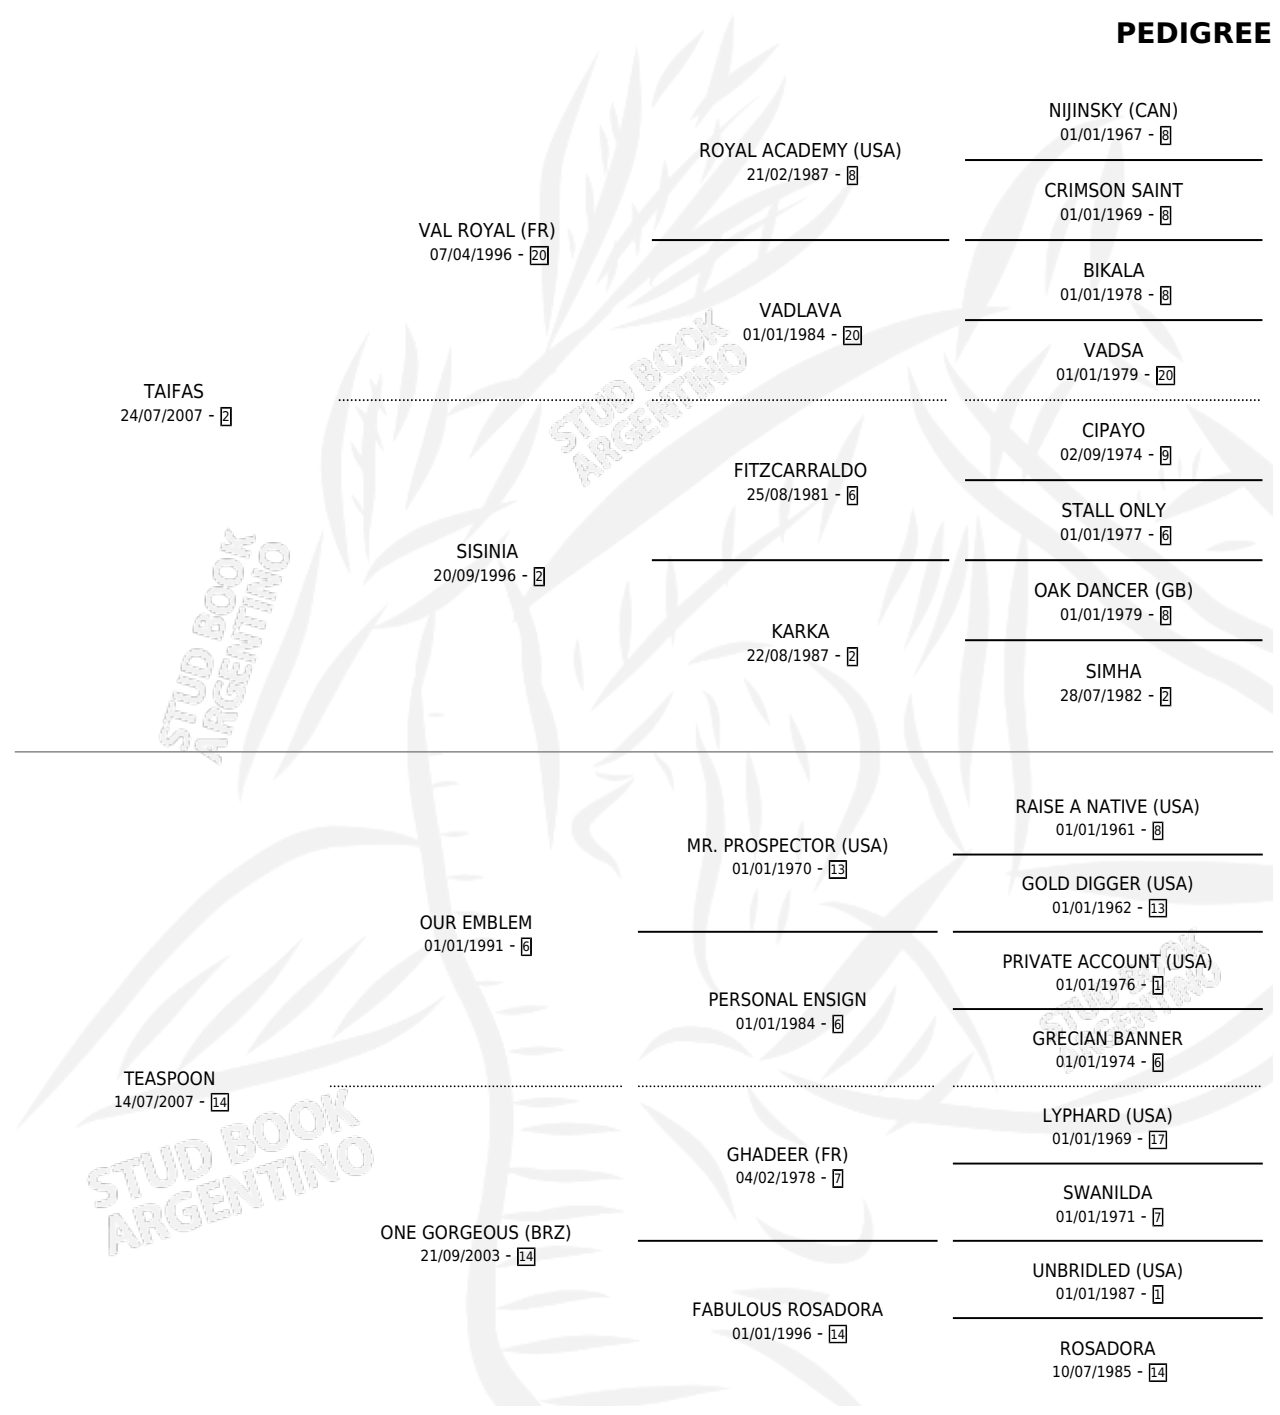 PEDIGREE
NIJINSKY (CAN)
01/01/1967 - 8
ROYAL ACADEMY (USA)
21/02/1987 - 8
CRIMSON SAINT
01/01/1969 - 8
VAL ROYAL (FR)
07/04/1996 - 20
BIKALA
01/01/1978 - 8
VADLAVA
01/01/1984 - 20
VADSA
01/01/1979 - 20
TAIFAS
24/07/2007 - 2
CIPAYO
02/09/1974 - 9
FITZCARRALDO
25/08/1981 - 6
STALL ONLY
01/01/1977 - 6
SISINIA
20/09/1996 - 2
OAK DANCER (GB)
01/01/1979 - 8
KARKA
22/08/1987 - 2
SIMHA
28/07/1982 - 2
RAISE A NATIVE (USA)
01/01/1961 - 8
MR. PROSPECTOR (USA)
01/01/1970 - 13
GOLD DIGGER (USA)
01/01/1962 - 13
OUR EMBLEM
01/01/1991 - 6
PRIVATE ACCOUNT (USA)
01/01/1976 - 1
PERSONAL ENSIGN
01/01/1984 - 6
GRECIAN BANNER
01/01/1974 - 6
TEASPOON
14/07/2007 - 14
LYPHARD (USA)
01/01/1969 - 17
GHADEER (FR)
04/02/1978 - 7
SWANILDA
01/01/1971 - 7
ONE GORGEOUS (BRZ)
21/09/2003 - 14
UNBRIDLED (USA)
01/01/1987 - 1
FABULOUS ROSADORA
01/01/1996 - 14
ROSADORA
10/07/1985 - 14
STUD BOOK
ARGENTINO
STUD BOOK
ARGENTINO
STUD BOOK
ARGENTINO
STUD BOOK
ARGENTINO